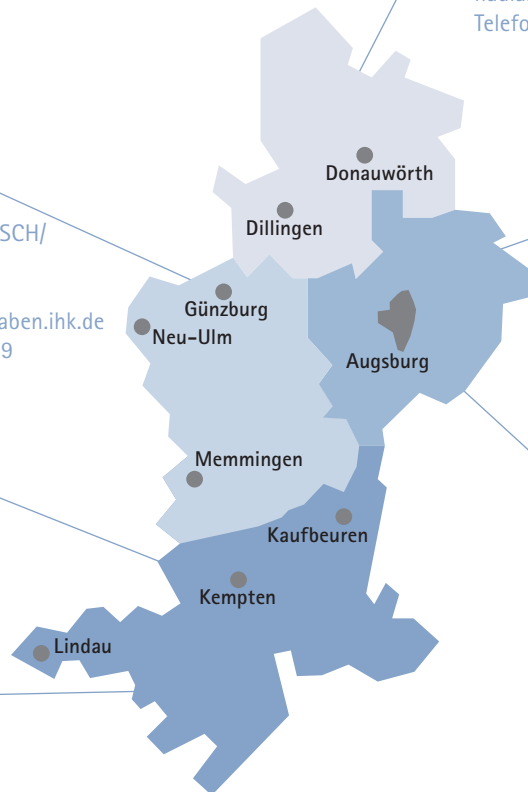 Telefo
Donauwörth
Dillingen
SCH/
Günzburg
aben.ihk.de
Neu-Ulm
9
Augsburg
Memmingen
Kaufbeuren
Kempten
Lindau